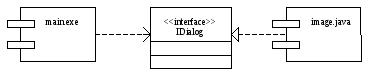 main.exe
<<interface>>
IDialog
image.java